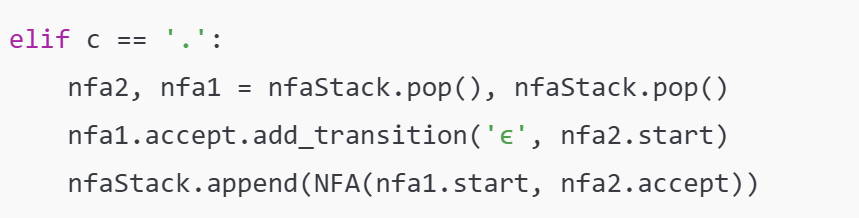 elif c == '.':
    nfa2, nfa1 = nfaStack.pop(), nfaStack.pop()
    nfa1.accept.add_transition('ϵ', nfa2.start)
    nfaStack.append(NFA(nfa1.start, nfa2.accept))